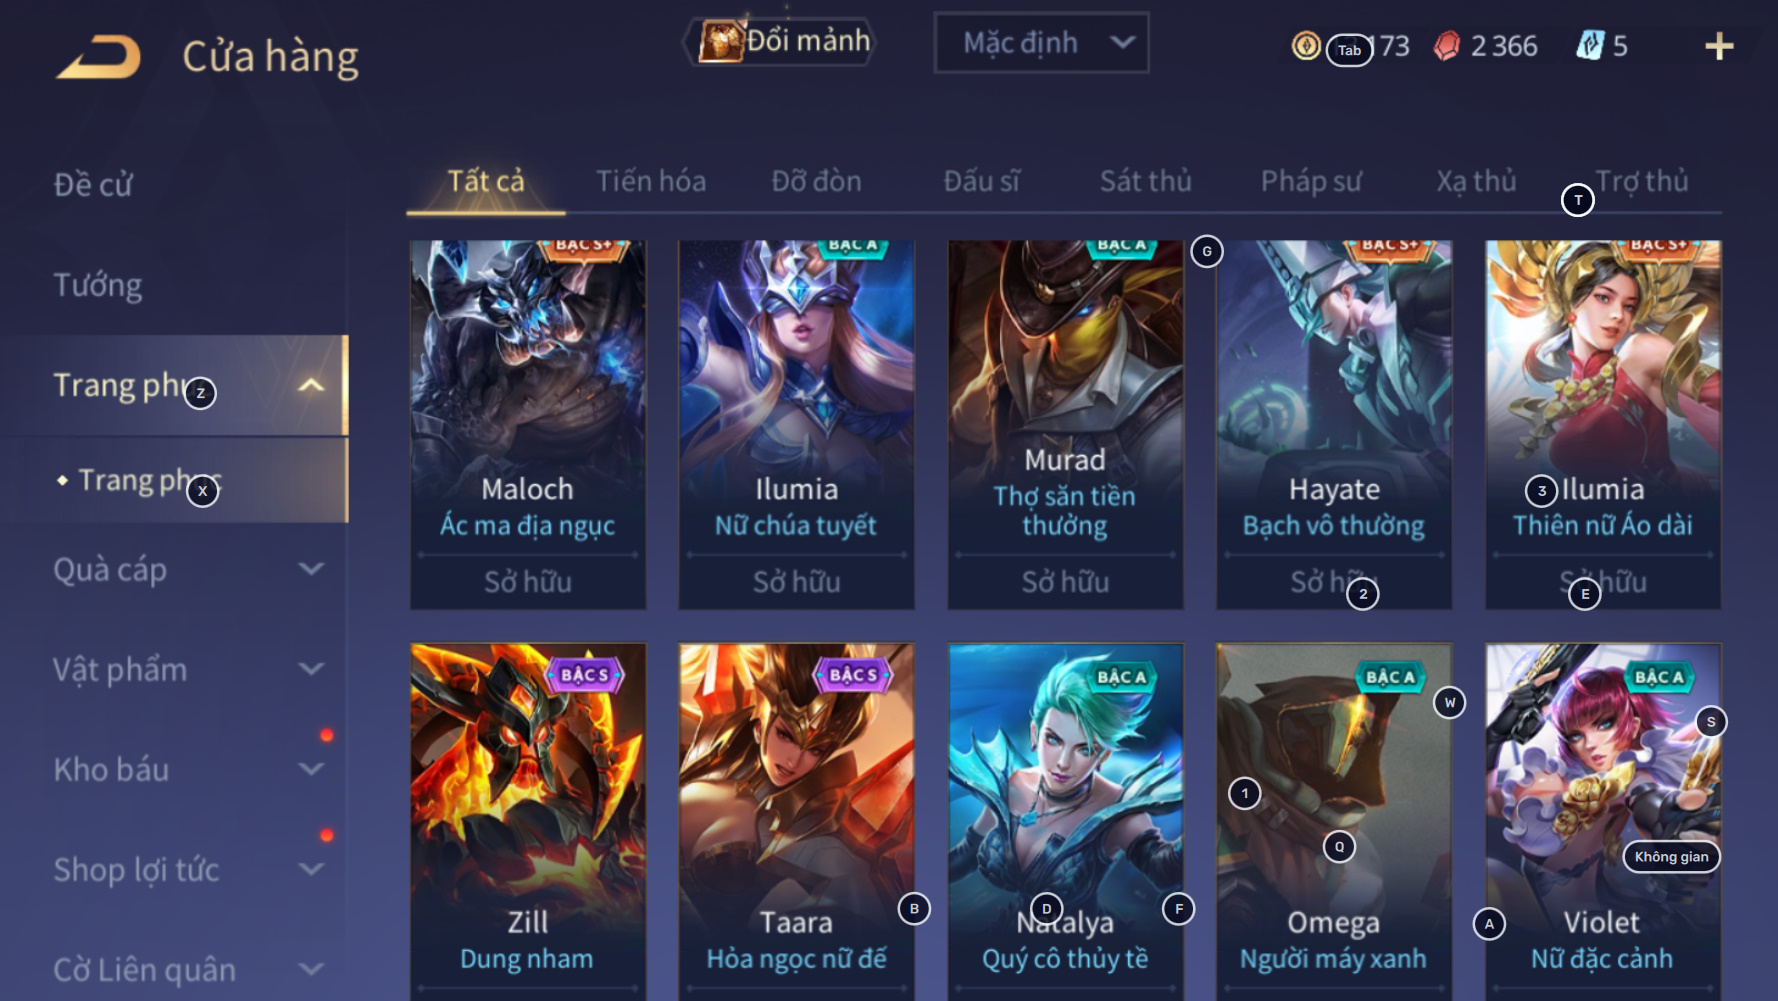 Cửa hàng
Đổi mảnh
Mặc định
Tab
173
2 366
5
Đề cử
Tướng
Trang phục
Z
Trang phục
X
Quà cáp
Vật phẩm
Kho báu
Shop lợi tức
Cờ Liên quân
Tất cả
Tiến hóa
Đỡ đòn
Đấu sĩ
Sát thủ
Pháp sư
Xạ thủ
T
Trợ thủ
BẬC S+
Maloch
Ác ma địa ngục
Sở hữu
BẬC A
Ilumia
Nữ chúa tuyết
Sở hữu
BẬC A
Murad
Thợ săn tiền
thưởng
Sở hữu
G
BẬC S+
Hayate
Bạch vô thường
Sở hữu
2
BẬC S+
3
Ilumia
Thiên nữ Áo dài
Sở hữu
E
BẬC S
Zill
Dung nham
BẬC S
Taara
Hỏa ngọc nữ đế
B
BẬC A
D
Natalya
Quý cô thủy tề
F
BẬC A
W
1
Q
Omega
Người máy xanh
BẬC A
S
Không gian
A
Violet
Nữ đặc cảnh